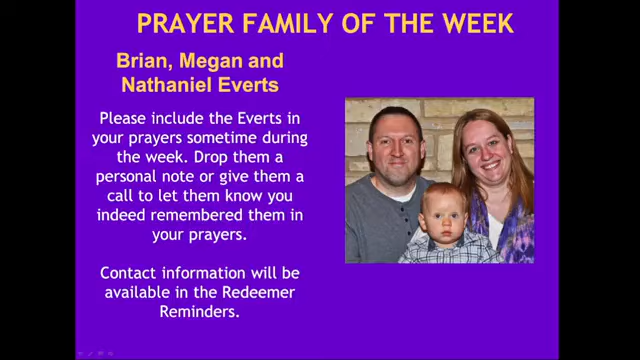 PRAYER FAMILY OF THE WEEK
Brian, Megan and
Nathaniel Everts
Please include the Everts in
your prayers sometime during
the week. Drop them a
personal note or give them a
call to let them know you
indeed remembered them in
your prayers.
Contact information will be
available in the Redeemer
Reminders.